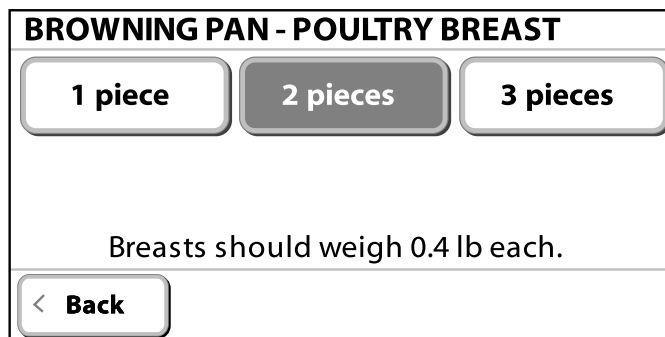 BROWNING PAN - POULTRY BREAST
1 piece 2 pieces 3 pieces
Breasts should weigh 0.4 lb each.
< Back